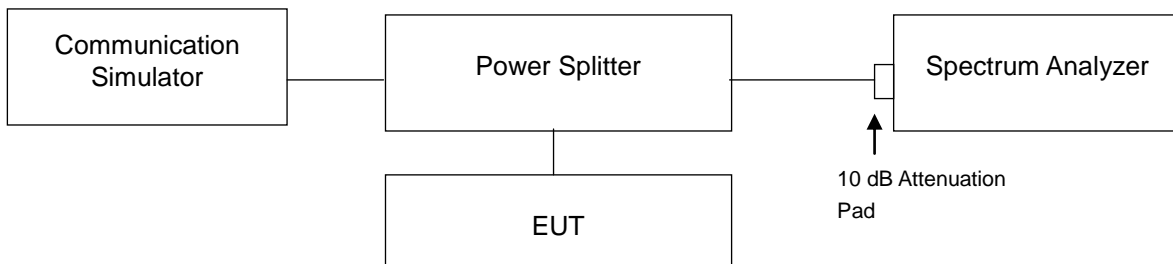 Communication
Simulator
Power Splitter
Spectrum Analyzer
10 dB Attenuation
Pad
EUT